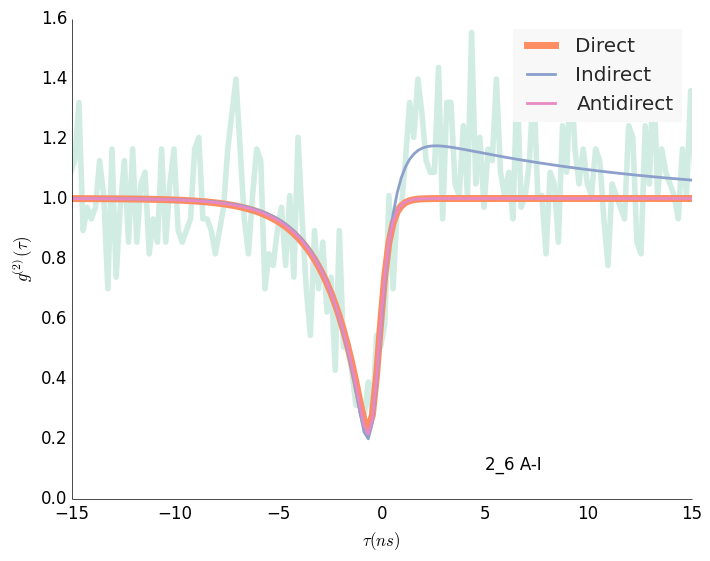 1.6
1.4
1.2
1.0
0.8
0.6
0.4
0.2
0.0
g^(2)(τ)
Direct
Indirect
Antidirect
2_6 A-I
−15 −10 −5 0 5 10 15
τ(ns)